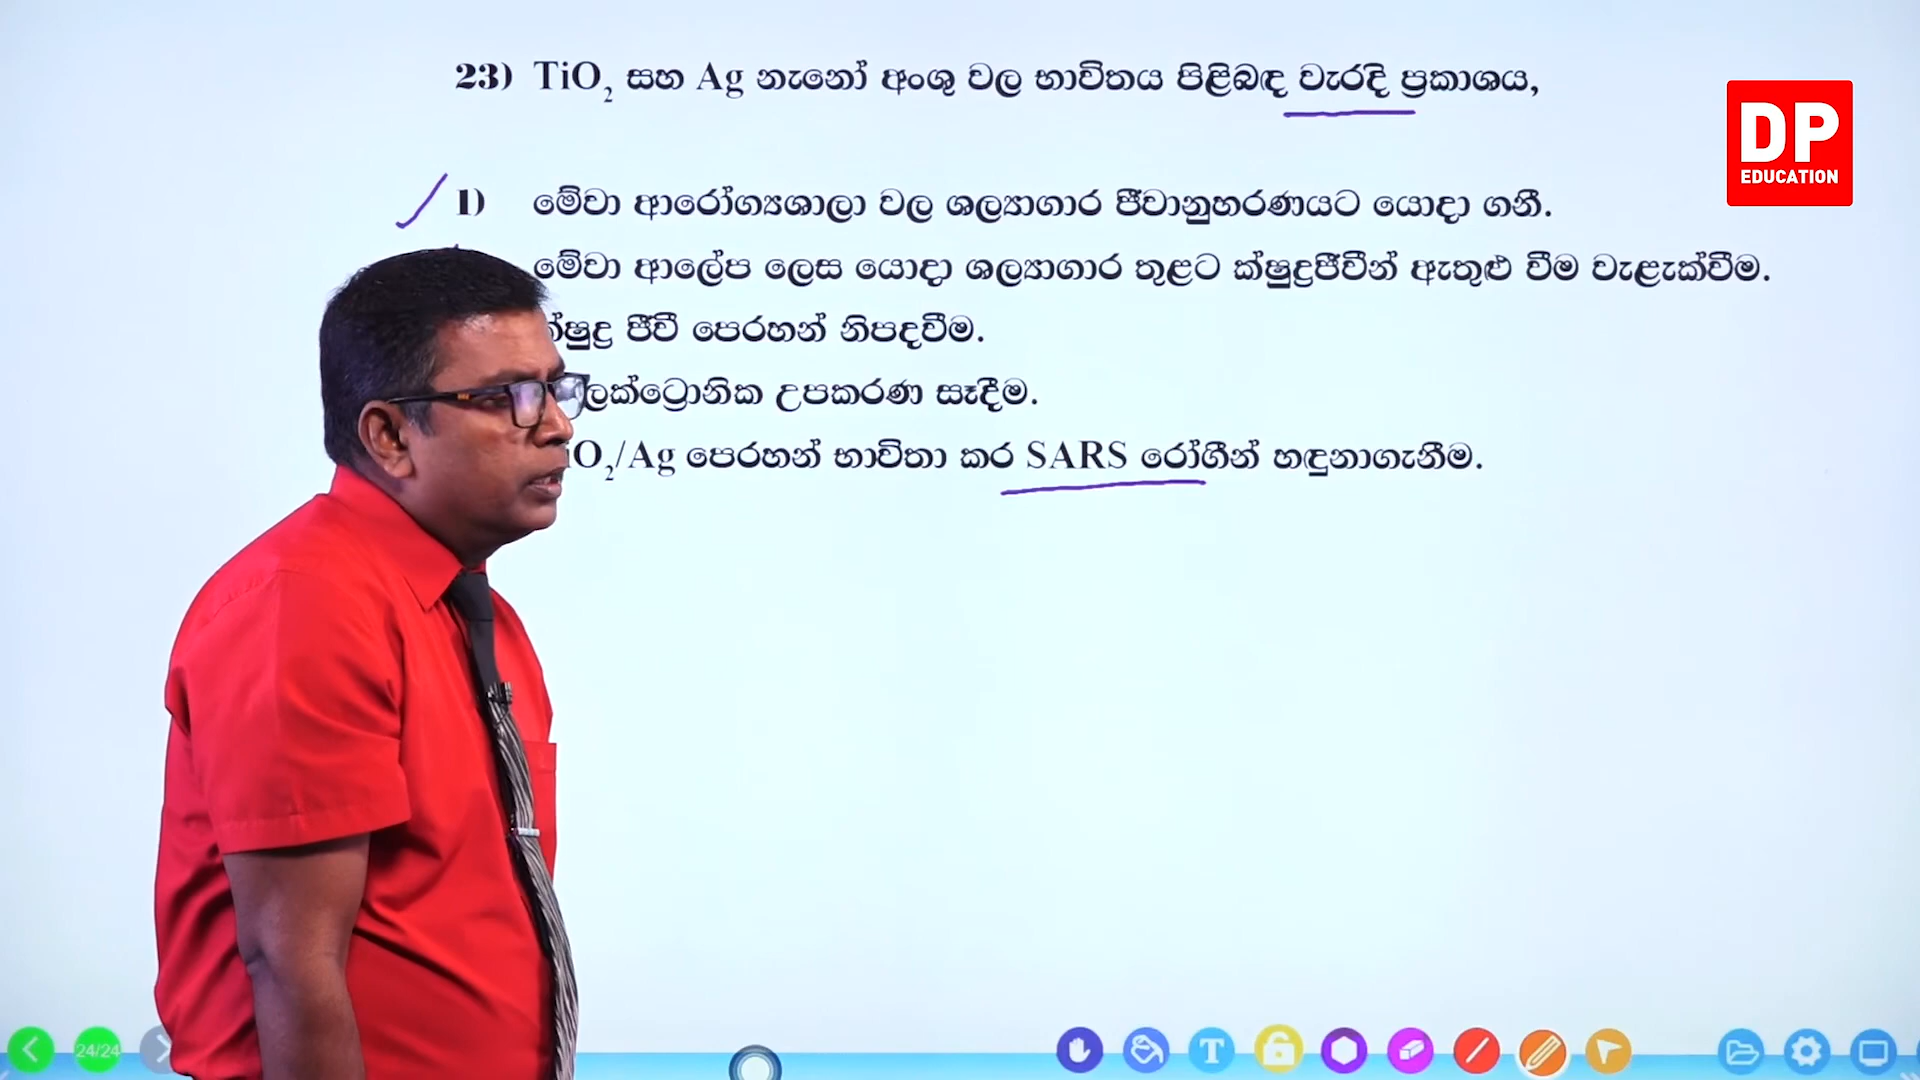 23) TiO₂ සහ Ag නැනෝ අංශු වල භාවිතය පිළිබඳ වැරදි ප්‍රකාශය,
DP
EDUCATION
1) මේවා ආරෝග්‍යශාලා වල ශල්‍යාගාර ජීවානුහරණයට යොදා ගනී.
මේවා ආලේප ලෙස යොදා ශල්‍යාගාර තුළට ක්ෂුද්‍රජීවීන් ඇතුළු වීම වැළැක්වීම.
ජීවී පෙරහන් නිපදවීම.
උපකරණ සෑදීම.
O₂/Ag පෙරහන් භාවිතා කර SARS රෝගීන් හඳුනාගැනීම.
24/24
T